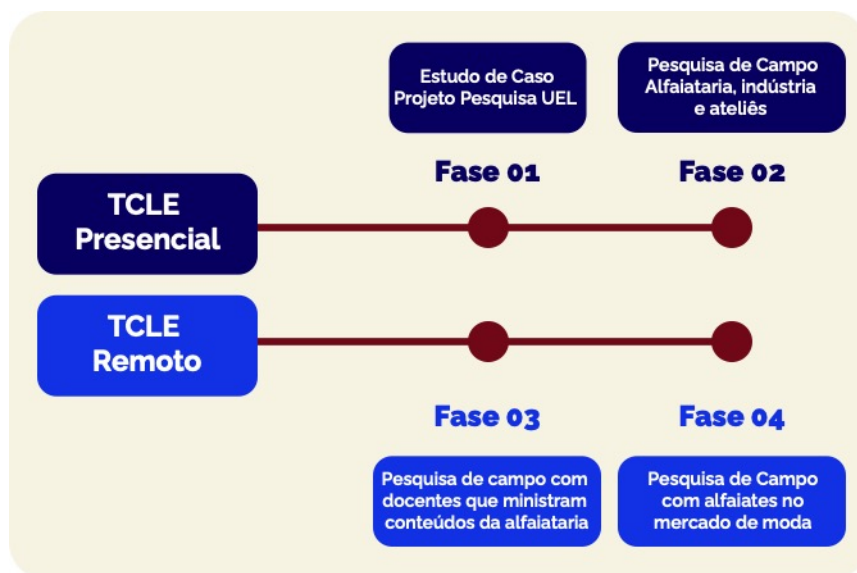 Estudo de Caso
Projeto Pesquisa UEL
Pesquisa de Campo
Alfaiataria, indústria
e ateliês
Fase 01
Fase 02
TCLE
Presencial
TCLE
Remoto
Fase 03
Fase 04
Pesquisa de campo com
docentes que ministram
conteúdos da alfaiataria
Pesquisa de Campo
com alfaiates no
mercado de moda